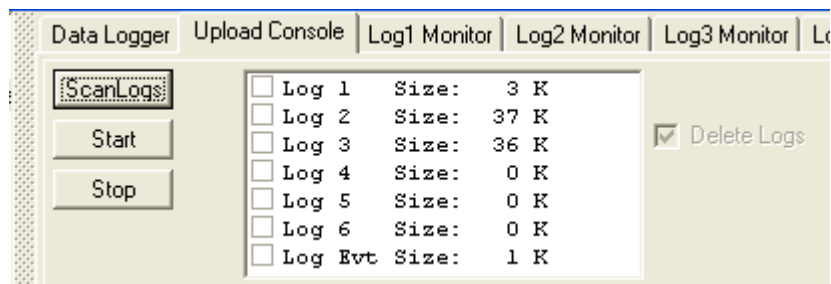 Data Logger Upload Console Log1 Monitor Log2 Monitor Log3 Monitor
ScanLogs
Start
Stop
Log 1 Size: 3 K
Log 2 Size: 37 K
Log 3 Size: 36 K
Log 4 Size: 0 K
Log 5 Size: 0 K
Log 6 Size: 0 K
Log Evt Size: 1 K
Delete Logs